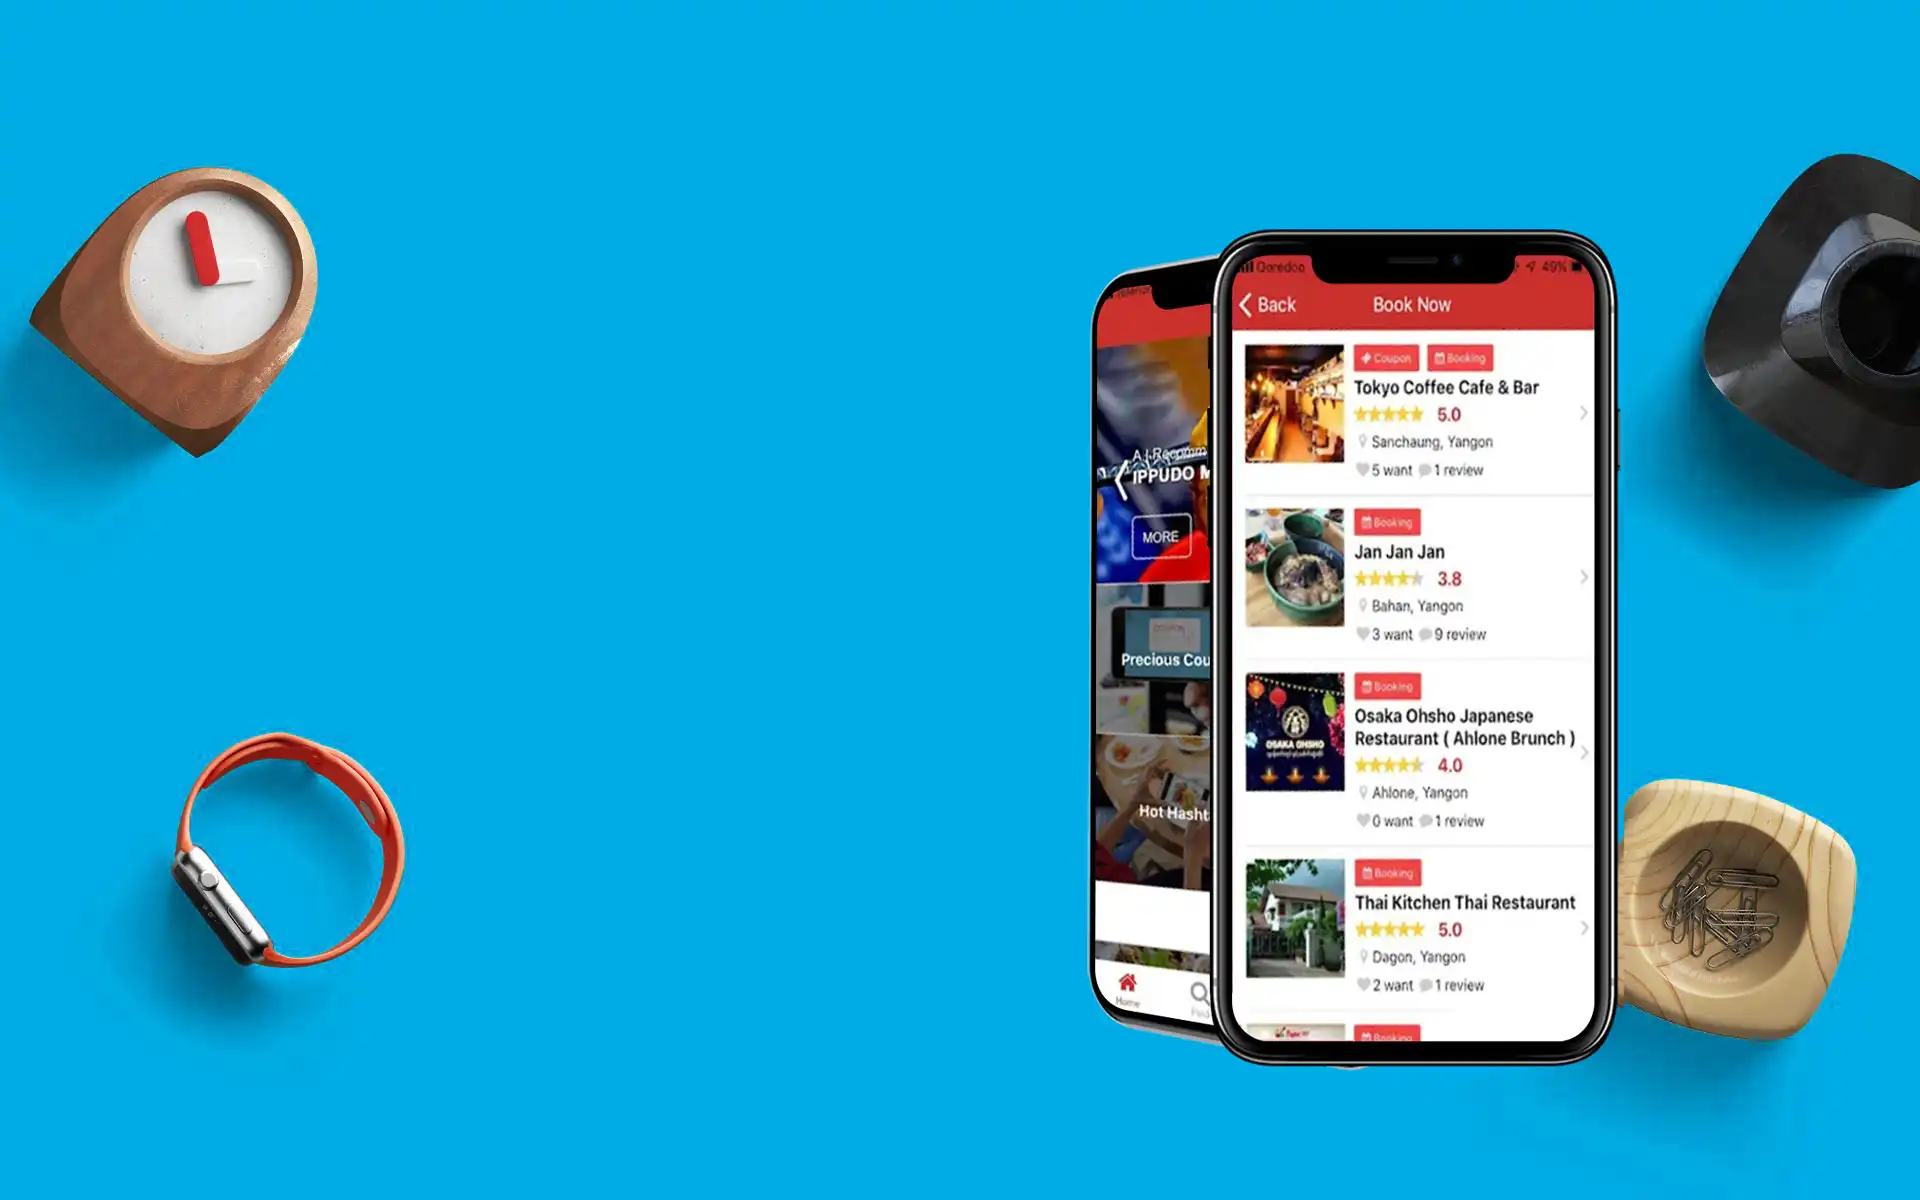 Ooredoo
49%
Back
Book Now
Coupon
Booking
Tokyo Coffee Cafe & Bar
5.0
Sanchaung, Yangon
5 want 1 review
Booking
Jan Jan Jan
3.8
Bahan, Yangon
3 want 9 review
Booking
OSAKA OHSHO
Osaka Ohsho Japanese
Restaurant ( Ahlone Brunch )
4.0
Ahlone, Yangon
0 want 1 review
Booking
Thai Kitchen Thai Restaurant
5.0
Dagon, Yangon
2 want 1 review
Booking
IPPUDO M
MORE
Precious Cou
Hot Hasht
Home